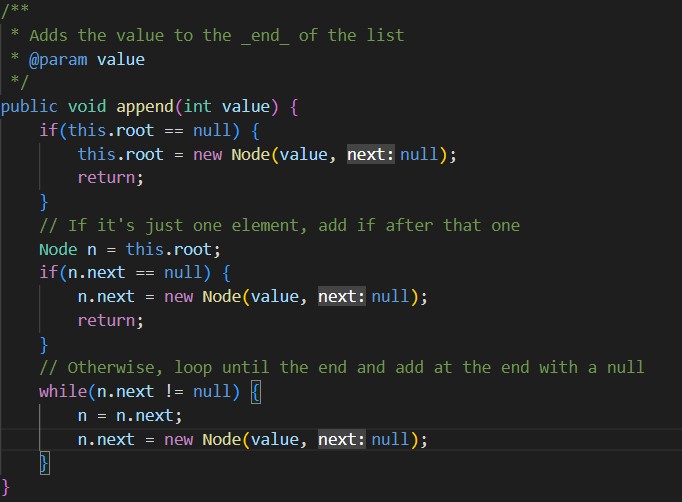 /**
 * Adds the value to the _end_ of the list
 * @param value
 */
public void append(int value) {
    if(this.root == null) {
        this.root = new Node(value, next: null);
        return;
    }
    // If it's just one element, add if after that one
    Node n = this.root;
    if(n.next == null) {
        n.next = new Node(value, next: null);
        return;
    }
    // Otherwise, loop until the end and add at the end with a null
    while(n.next != null) {
        n = n.next;
        n.next = new Node(value, next: null);
    }
}